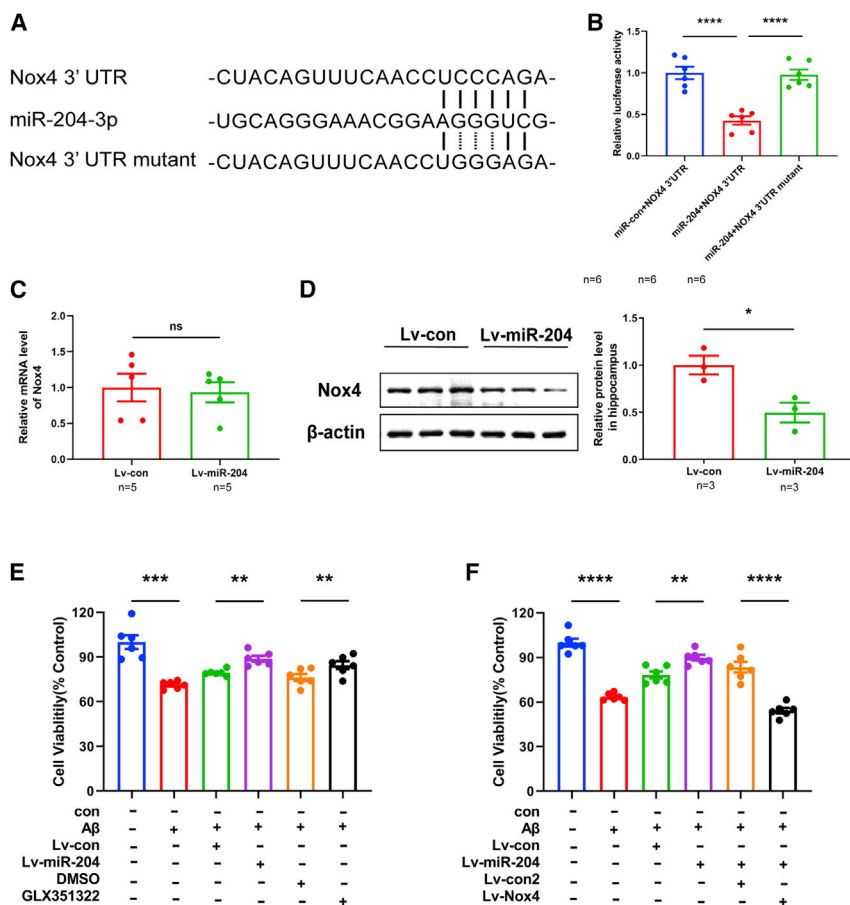 A
Nox4 3' UTR -CUACAGUUUCAACCUCCCAGA-
miR-204-3p -UGCAGGGAAACGGAAGGGUCG-
Nox4 3' UTR mutant -CUACAGUUUCAACCUGGGAGA-
B
**** ****
Relative luciferase activity
1.5
1.0
0.5
0.0
miR-con+NOX4 3'UTR
miR-204+NOX4 3'UTR
miR-204+NOX4 3'UTR mutant
n=6 n=6 n=6
C
Relative mRNA level
of Nox4
2.0
1.5
1.0
0.5
0.0
ns
Lv-con Lv-miR-204
n=5 n=5
D
Lv-con Lv-miR-204
Nox4
β-actin
Relative protein level
in hippocampus
1.5
1.0
0.5
0.0
*
Lv-con Lv-miR-204
n=3 n=3
E
*** ** **
Cell Viablitily(% Control)
120
90
60
30
0
con - - - - - -
Aβ - + + + + +
Lv-con - - + - - -
Lv-miR-204 - - - + - -
DMSO - - - - + -
GLX351322 - - - - - +
F
**** ** ****
Cell Viablitily(% Control)
120
90
60
30
0
con - - - - - -
Aβ - + + + + +
Lv-con - - + - - -
Lv-miR-204 - - - + + +
Lv-con2 - - - - + -
Lv-Nox4 - - - - - +